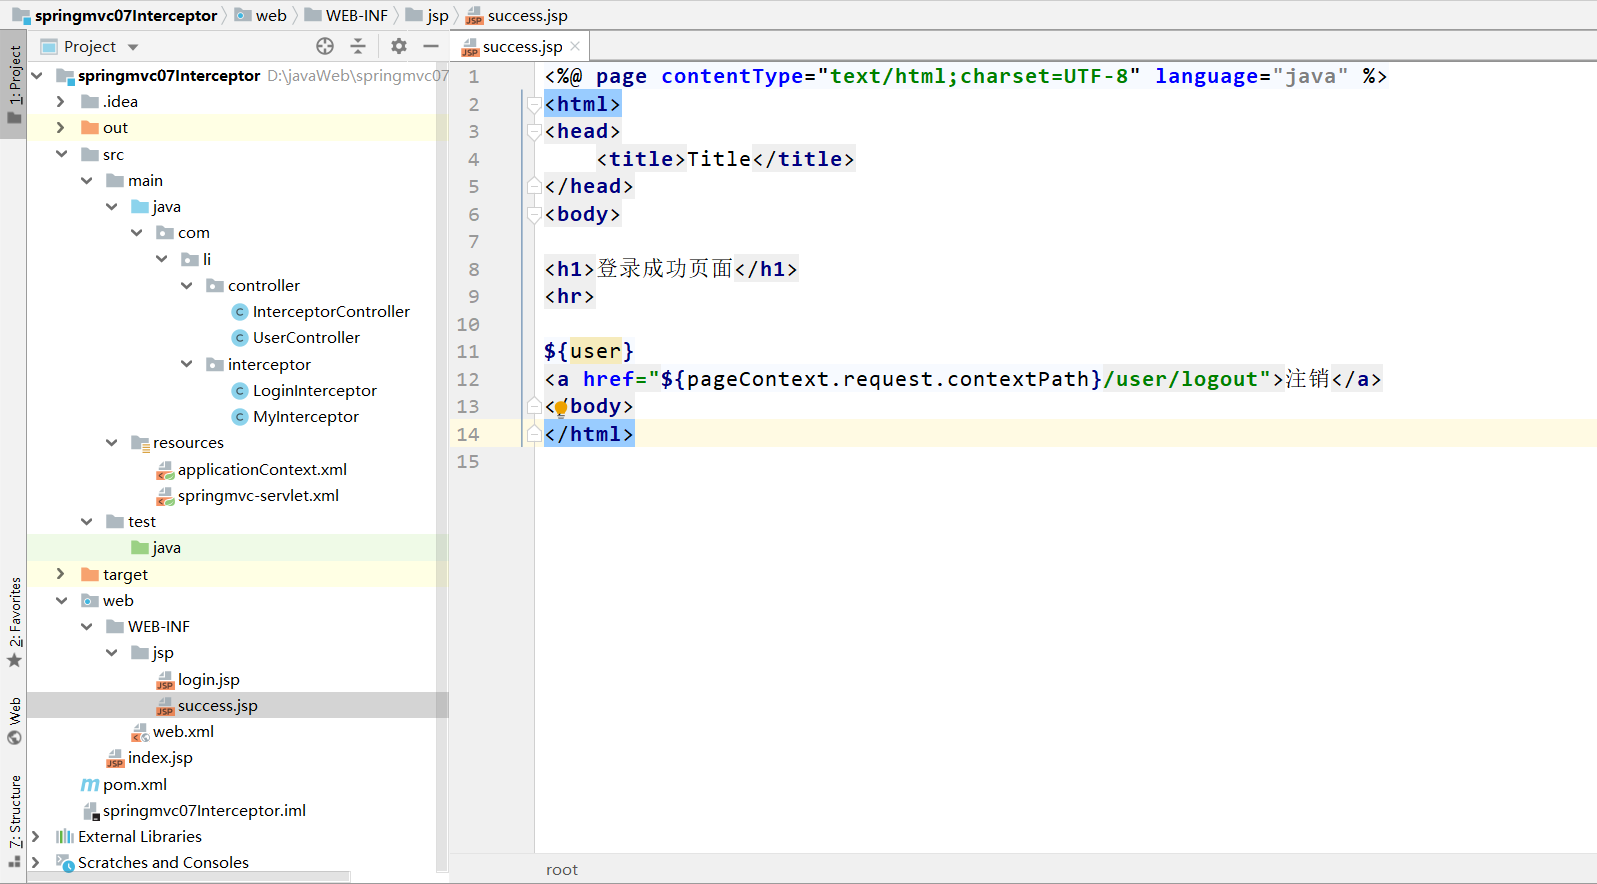 springmvc07Interceptor web WEB-INF jsp success.jsp
1: Project
2: Favorites
Web
7: Structure
Project
springmvc07Interceptor D:\javaWeb\springmvc07
.idea
out
src
main
java
com
li
controller
InterceptorController
UserController
interceptor
LoginInterceptor
MyInterceptor
resources
applicationContext.xml
springmvc-servlet.xml
test
java
target
web
WEB-INF
jsp
login.jsp
success.jsp
web.xml
index.jsp
pom.xml
springmvc07Interceptor.iml
External Libraries
Scratches and Consoles
success.jsp
1 <%@ page contentType="text/html;charset=UTF-8" language="java" %>
2 <html>
3 <head>
4 <title>Title</title>
5 </head>
6 <body>
7
8 <h1>登录成功页面</h1>
9 <hr>
10
11 ${user}
12 <a href="${pageContext.request.contextPath}/user/logout">注销</a>
13 </body>
14 </html>
15
root